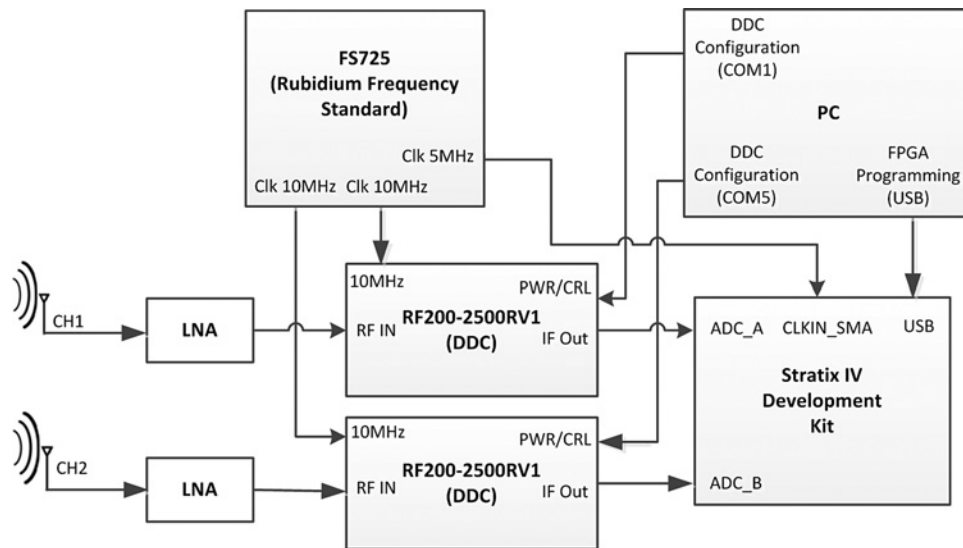 FS725
(Rubidium Frequency
Standard)
Clk 5MHz
Clk 10MHz
Clk 10MHz
DDC
Configuration
(COM1)
PC
DDC
Configuration
(COM5)
FPGA
Programming
(USB)
CH1
LNA
10MHz
PWR/CRL
RF200-2500RV1
(DDC)
RF IN
IF Out
ADC_A
CLKIN_SMA
USB
Stratix IV
Development
Kit
ADC_B
CH2
LNA
10MHz
PWR/CRL
RF200-2500RV1
(DDC)
RF IN
IF Out